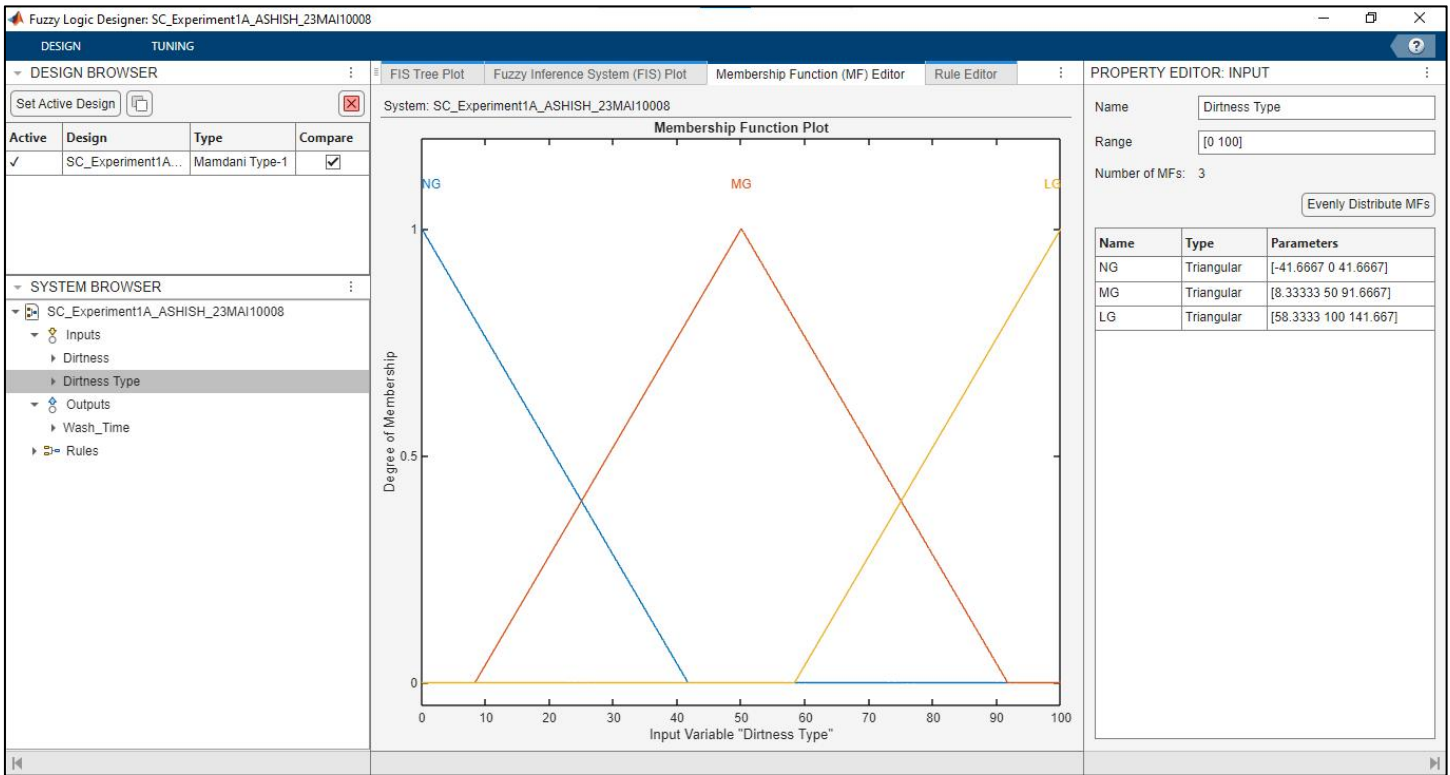 Fuzzy Logic Designer: SC_Experiment1A_ASHISH_23MAI10008
DESIGN TUNING
?
DESIGN BROWSER
Set Active Design
Active Design Type Compare
✓ SC_Experiment1A... Mamdani Type-1
SYSTEM BROWSER
SC_Experiment1A_ASHISH_23MAI10008
Inputs
Dirtness
Dirtness Type
Outputs
Wash_Time
Rules
FIS Tree Plot Fuzzy Inference System (FIS) Plot Membership Function (MF) Editor Rule Editor
System: SC_Experiment1A_ASHISH_23MAI10008
Membership Function Plot
NG MG LG
1
0.5
0
Degree of Membership
0 10 20 30 40 50 60 70 80 90 100
Input Variable "Dirtness Type"
PROPERTY EDITOR: INPUT
Name Dirtness Type
Range [0 100]
Number of MFs: 3
Evenly Distribute MFs
Name Type Parameters
NG Triangular [-41.6667 0 41.6667]
MG Triangular [8.33333 50 91.6667]
LG Triangular [58.3333 100 141.667]